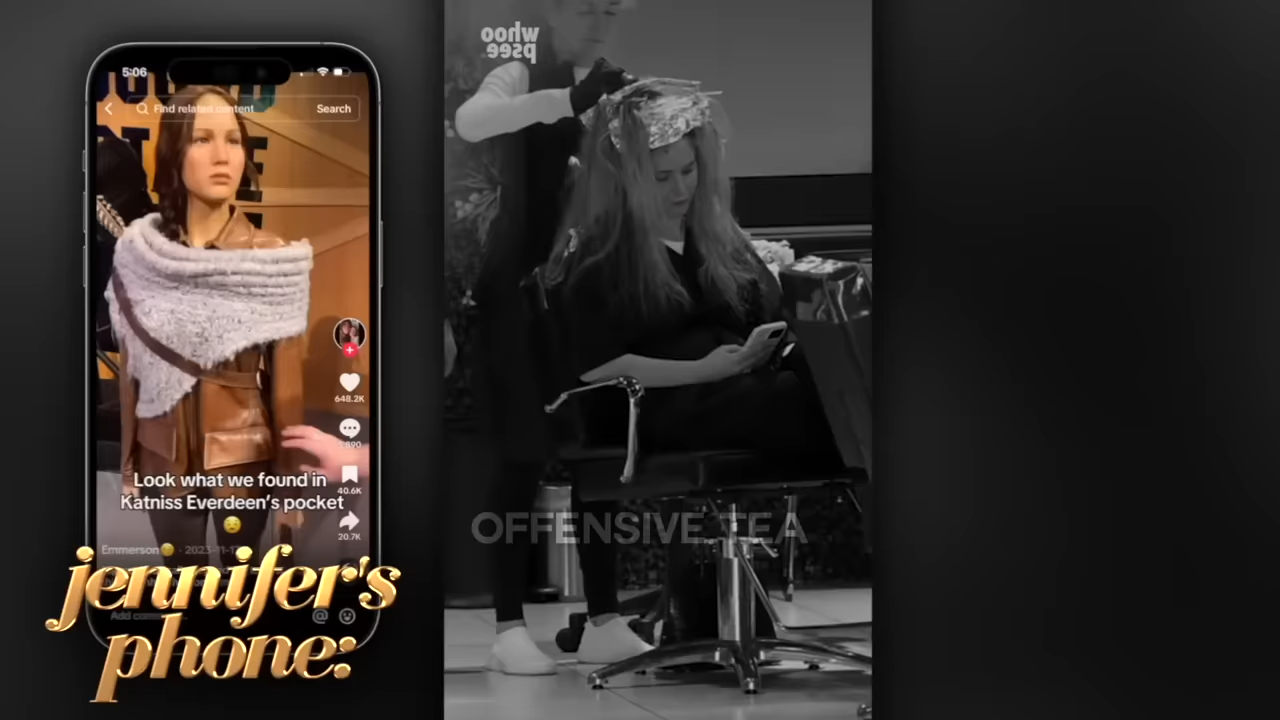 5:06
Find related content
Search
648.2K
40.6K
20.7K
Look what we found in
Katniss Everdeen's pocket
Emmerson
jennifer's
phone:
whoo
psee
OFFENSIVE TEA